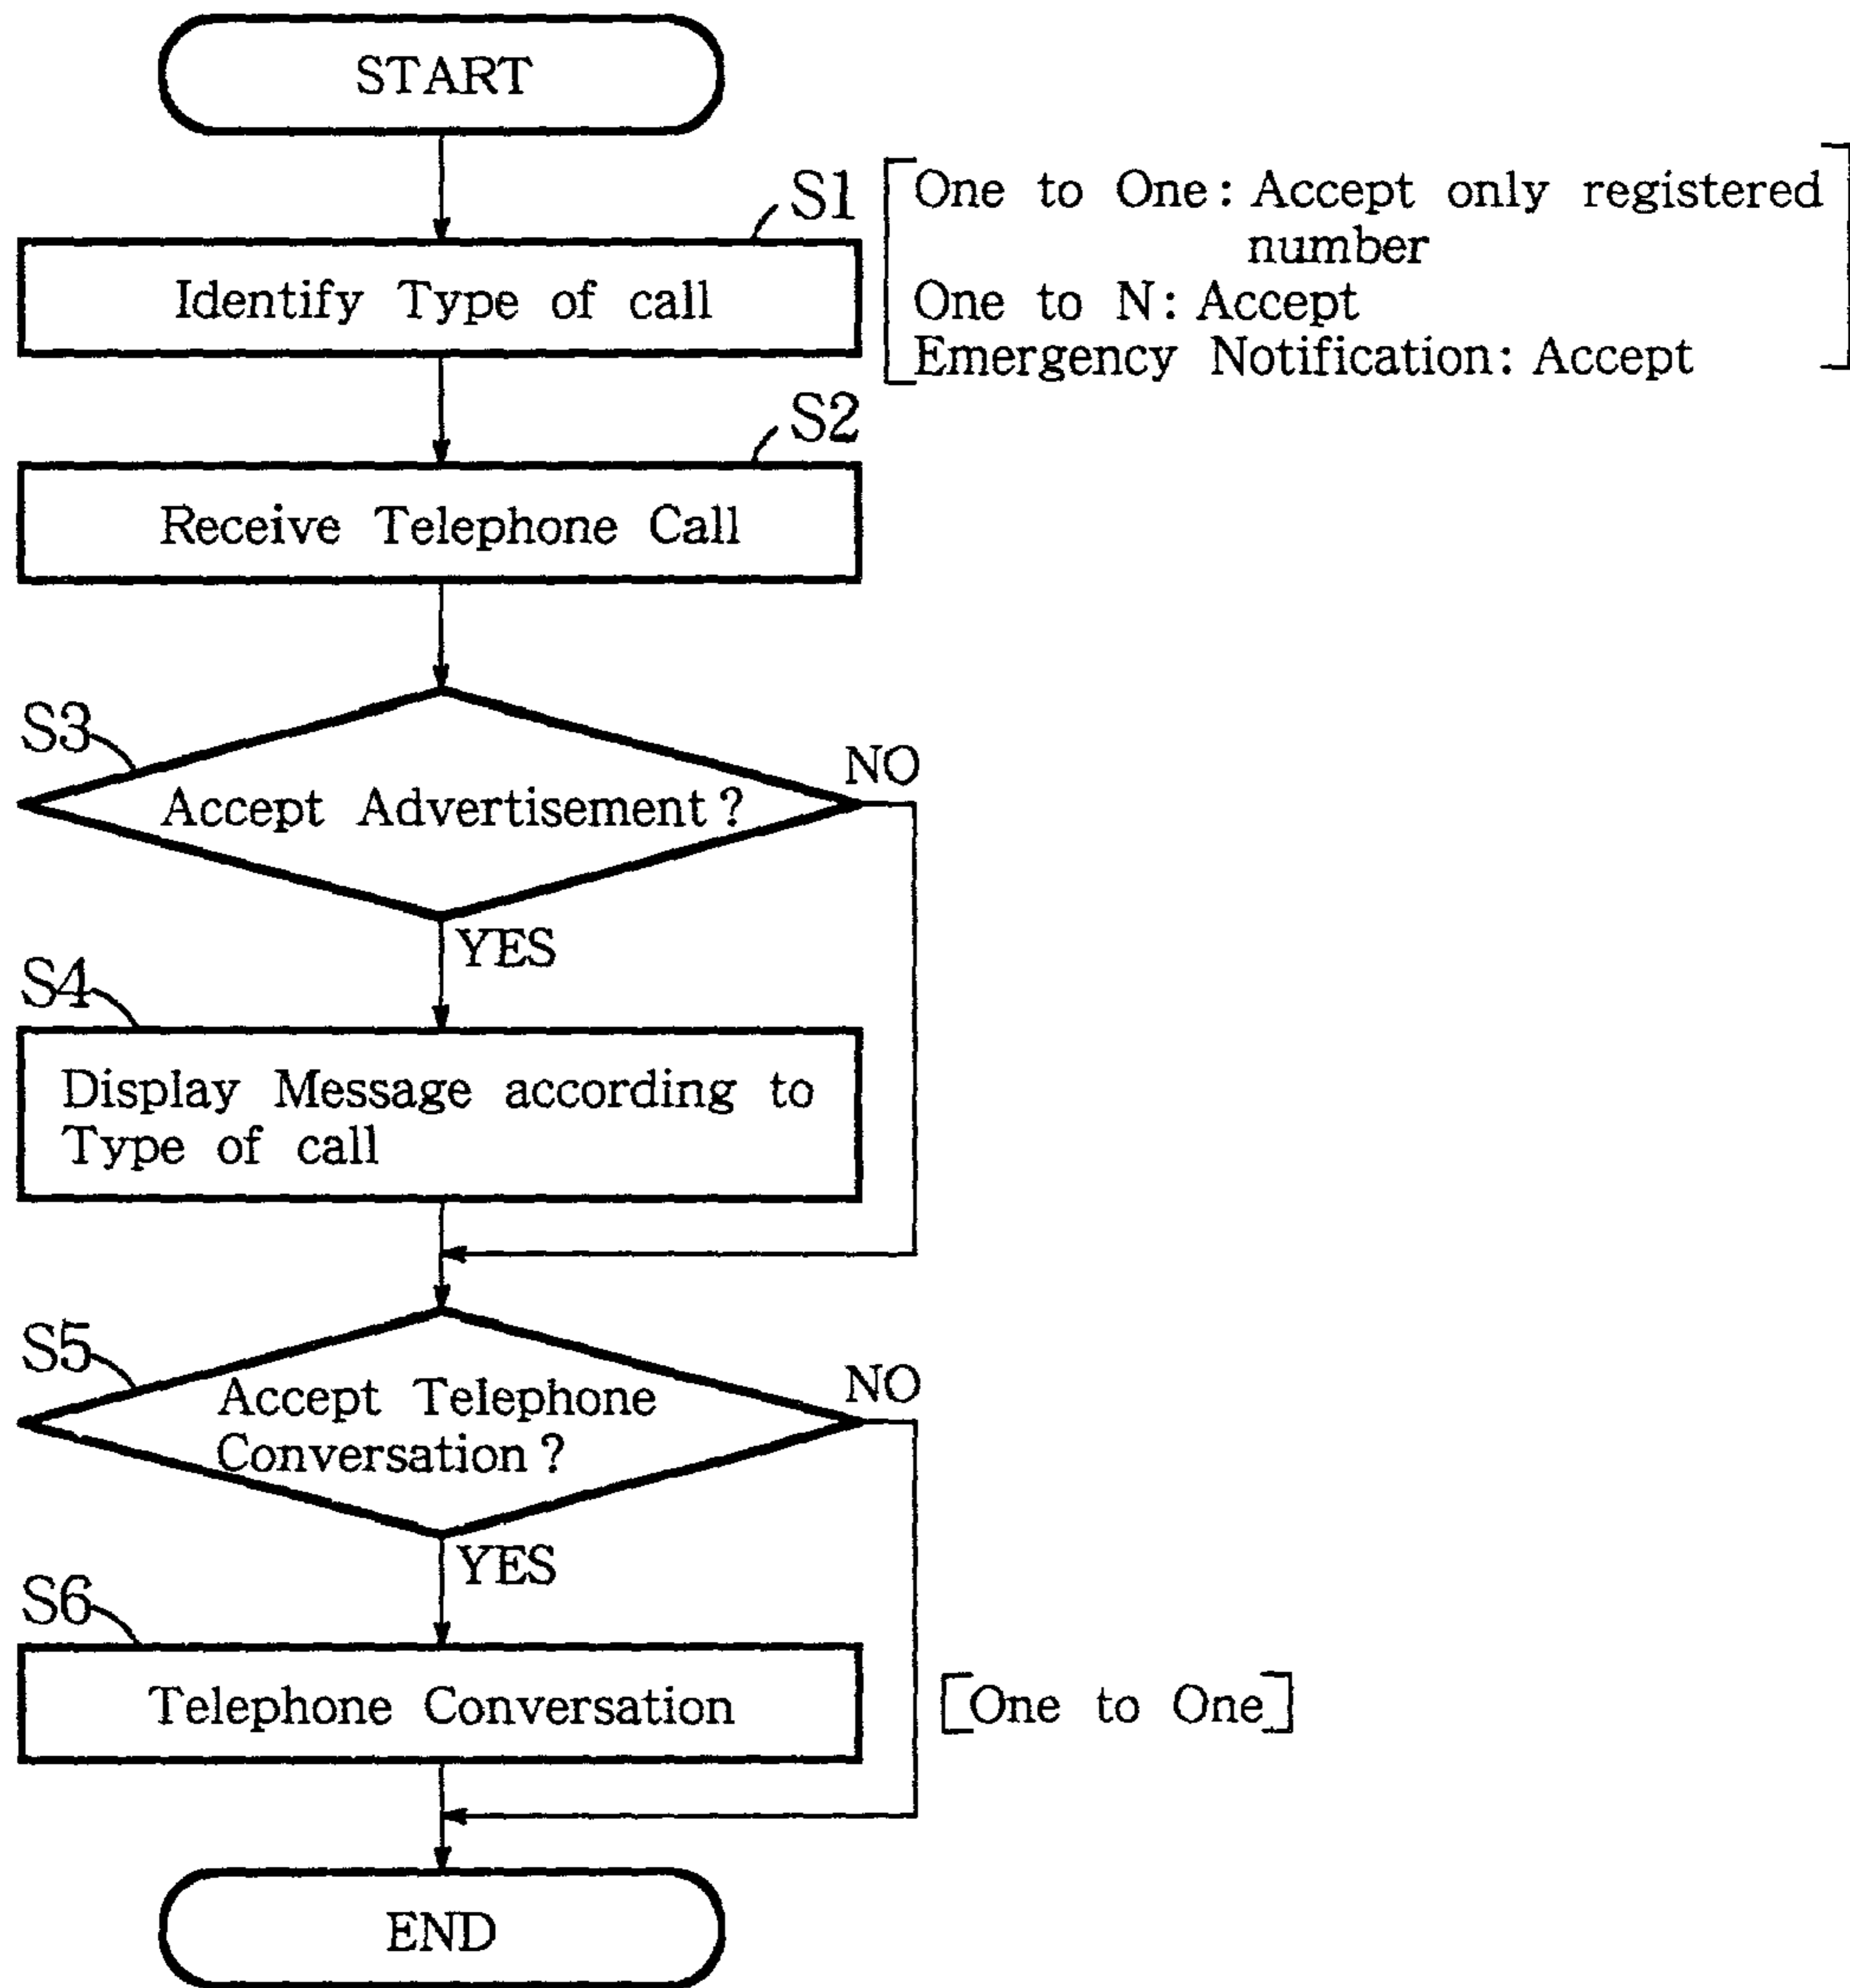 START
S1
One to One: Accept only registered
number
One to N: Accept
Emergency Notification: Accept
Identify Type of call
S2
Receive Telephone Call
S3
Accept Advertisement?
NO
YES
S4
Display Message according to
Type of call
S5
Accept Telephone
Conversation?
NO
YES
S6
Telephone Conversation
[One to One]
END